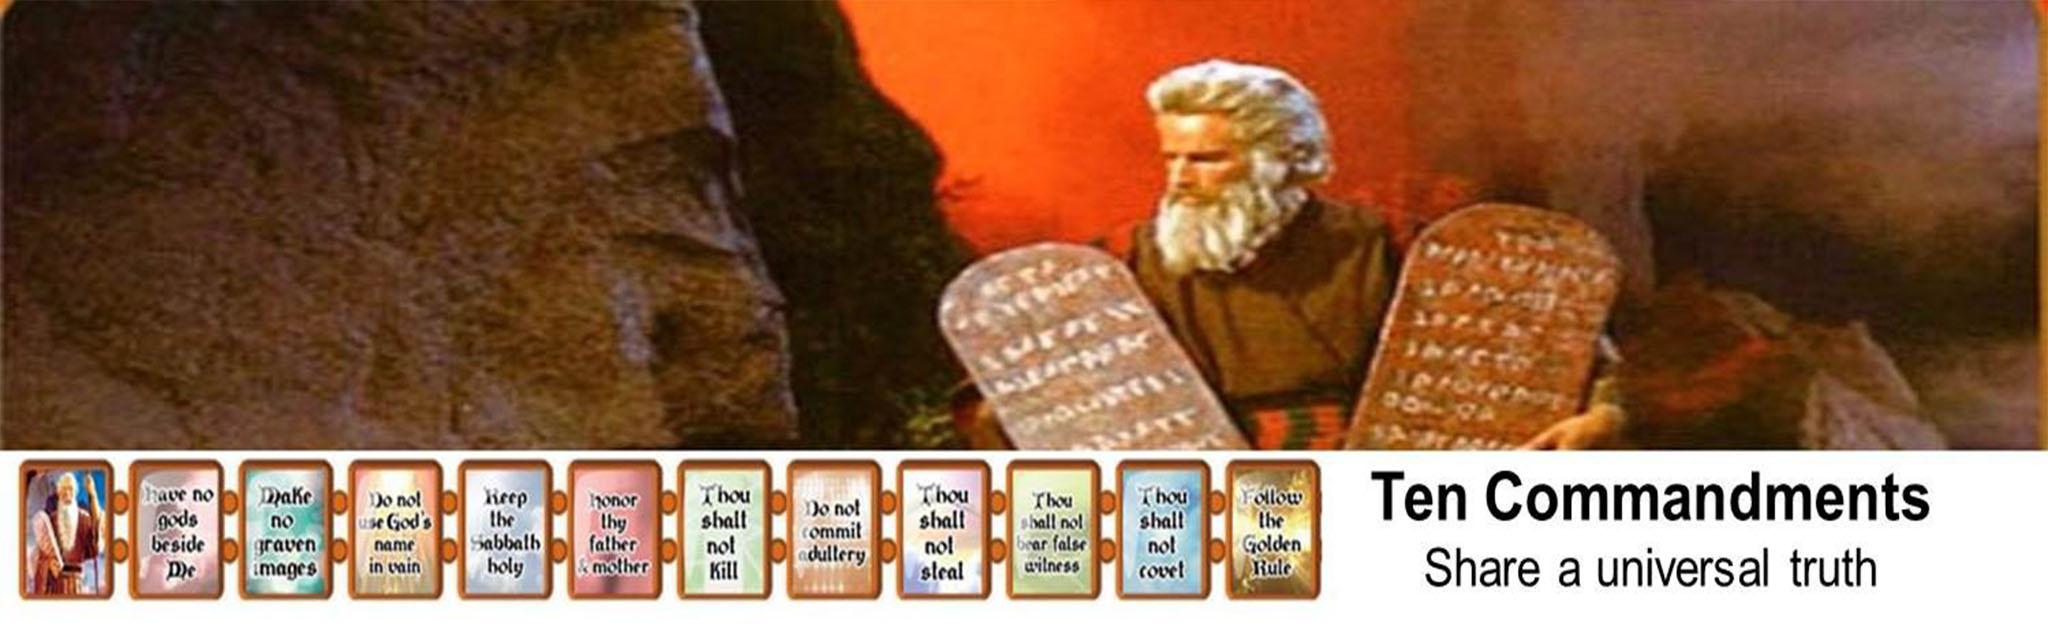 have no
gods
beside
Me
Make
no
graven
images
Do not
use God's
name
in vain
Keep
the
Sabbath
holy
honor
thy
father
& mother
Thou
shalt
not
Kill
Do not
commit
adultery
Thou
shalt
not
steal
Thou
shall not
bear false
witness
Thou
shalt
not
covet
Follow
the
Golden
Rule
Ten Commandments
Share a universal truth